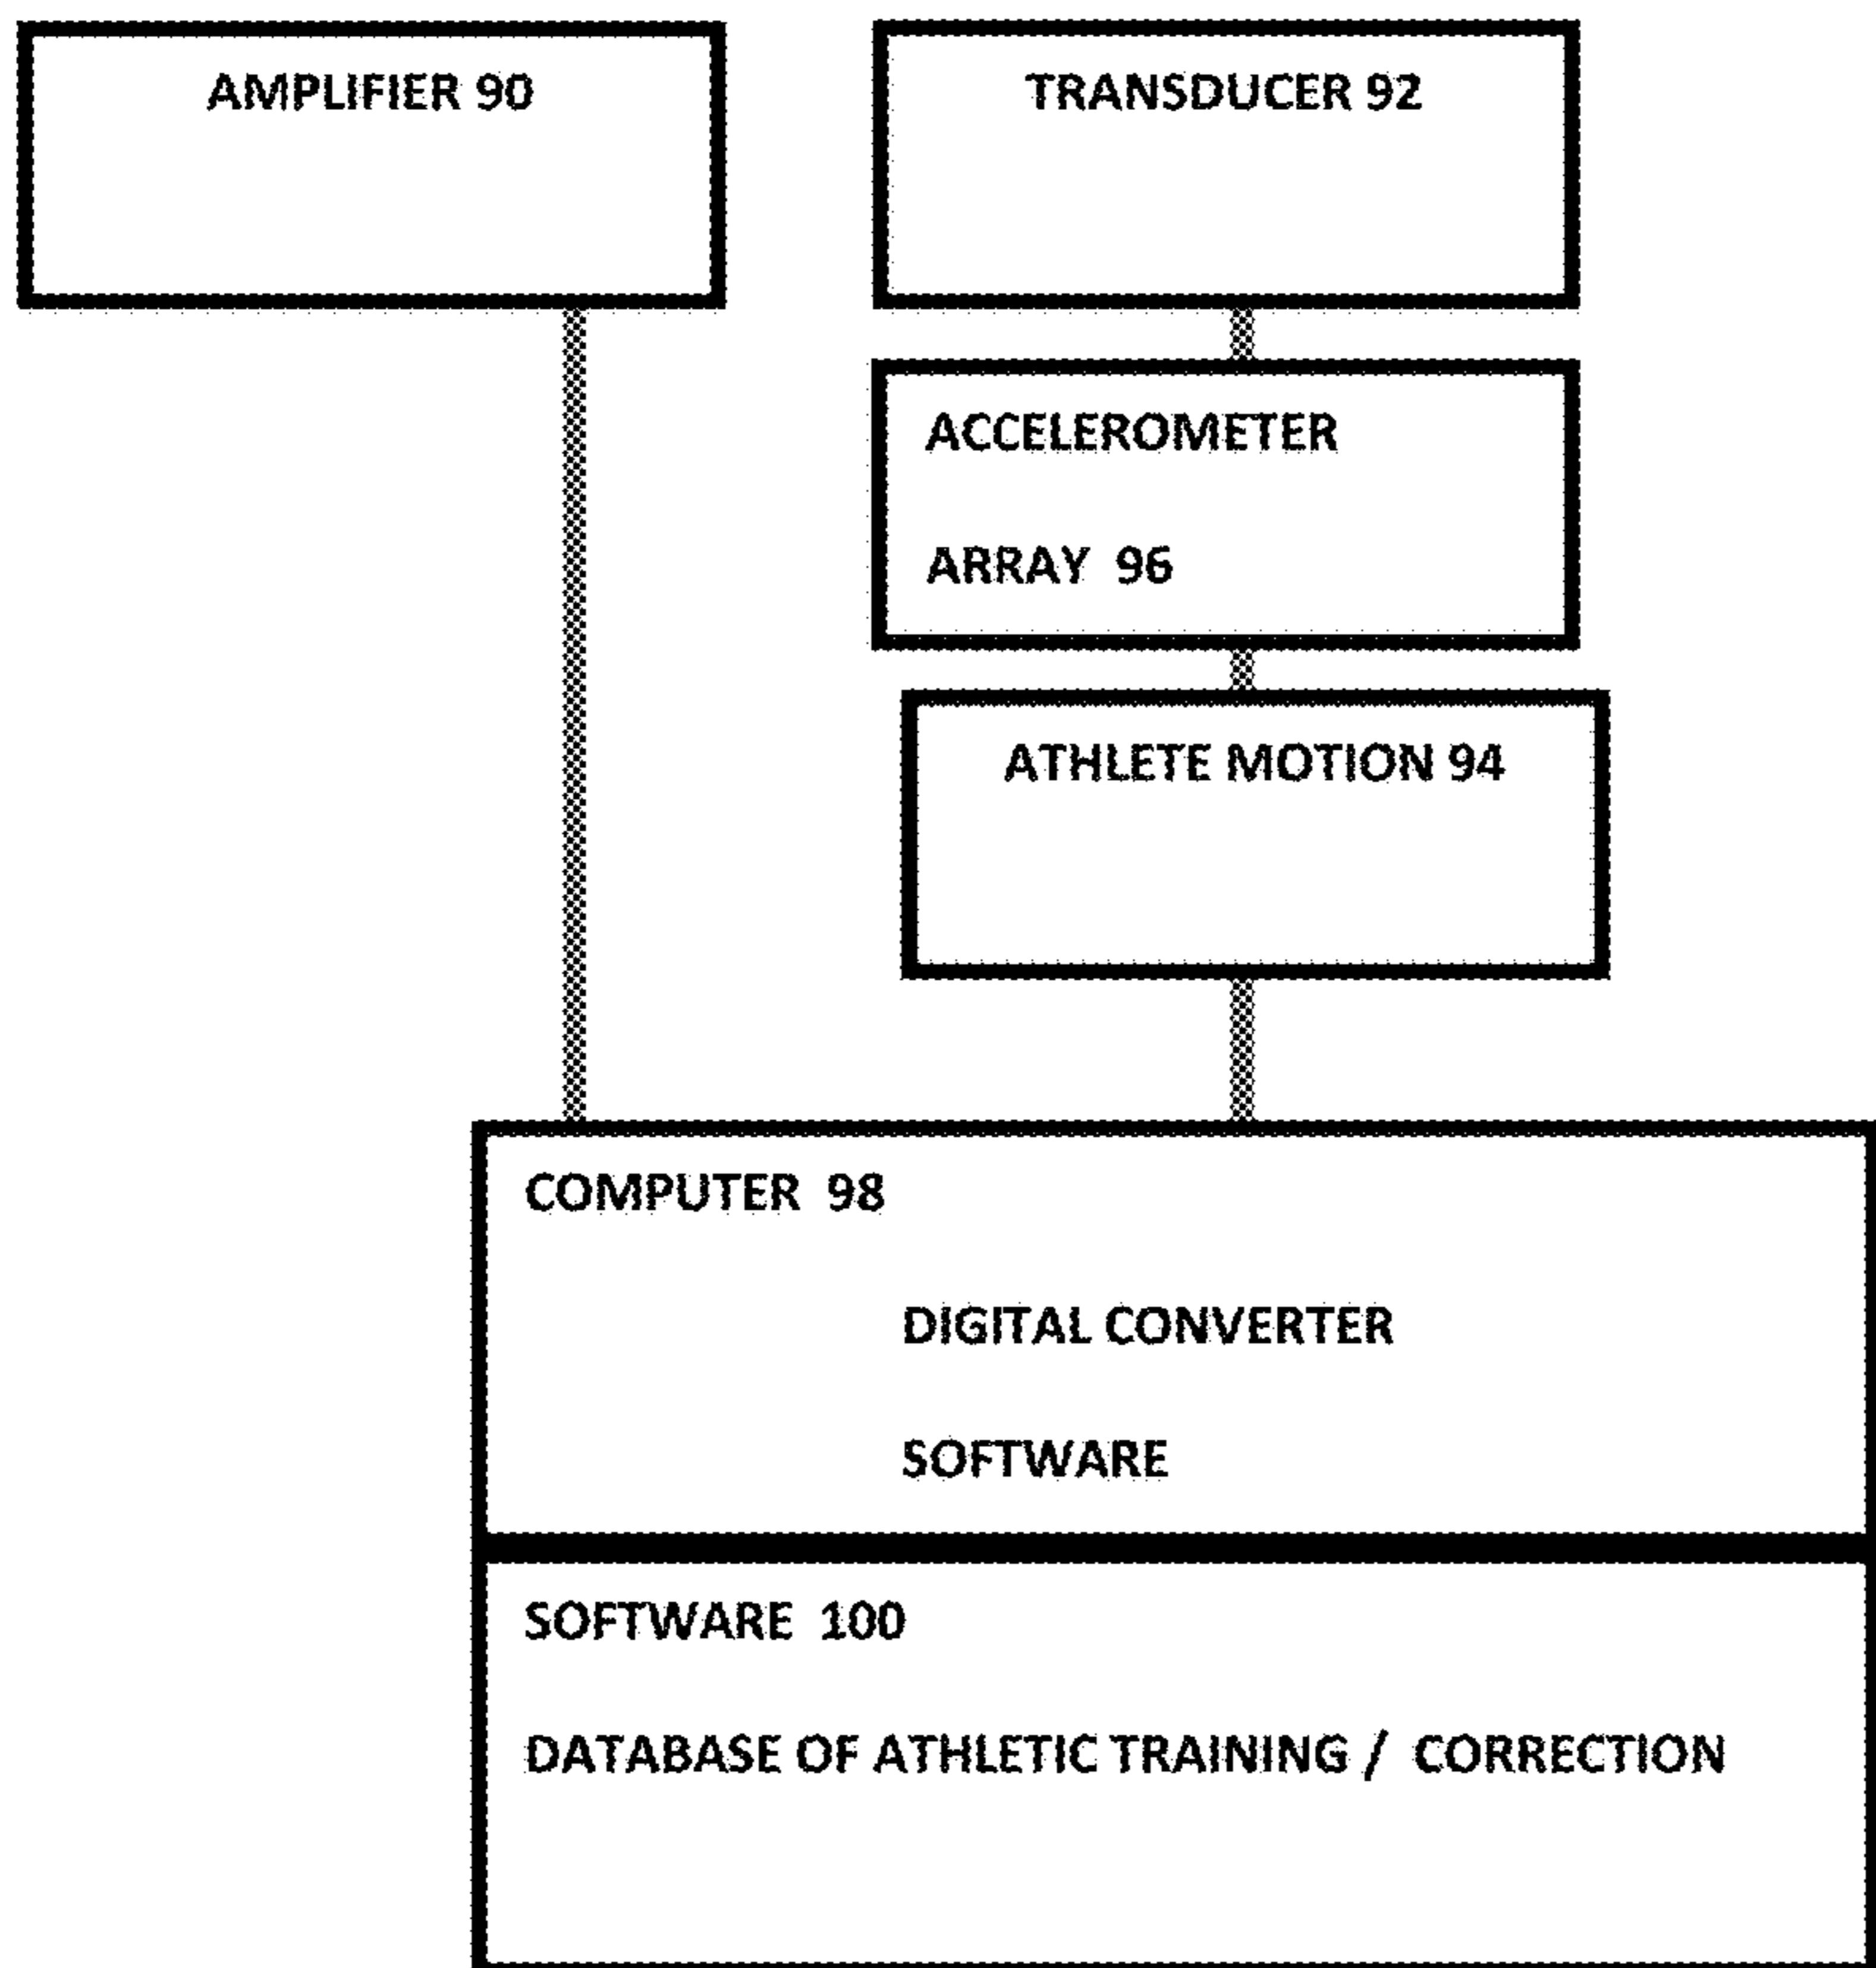 AMPLIFIER 90
TRANSDUCER 92
ACCELEROMETER
ARRAY 96
ATHLETE MOTION 94
COMPUTER 98
DIGITAL CONVERTER
SOFTWARE
SOFTWARE 100
DATABASE OF ATHLETIC TRAINING / CORRECTION